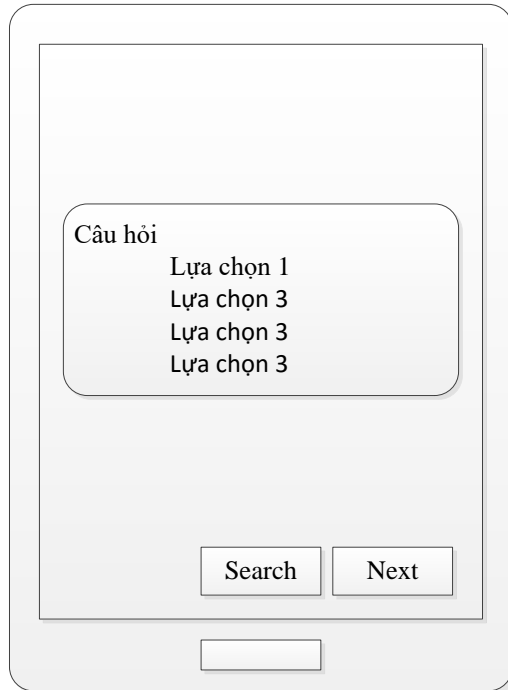 Câu hỏi
Lựa chọn 1
Lựa chọn 3
Lựa chọn 3
Lựa chọn 3
Search Next